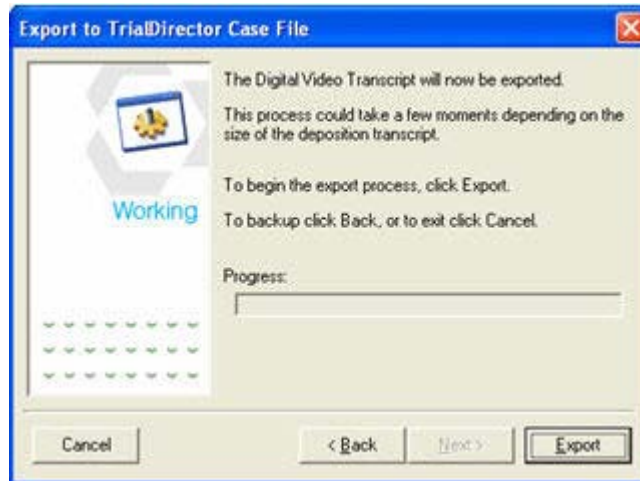 Export to TrialDirector Case File
The Digital Video Transcript will now be exported.
This process could take a few moments depending on the
size of the deposition transcript.
To begin the export process, click Export.
Working
To backup click Back, or to exit click Cancel.
Progress:
Cancel
< Back
Next >
Export